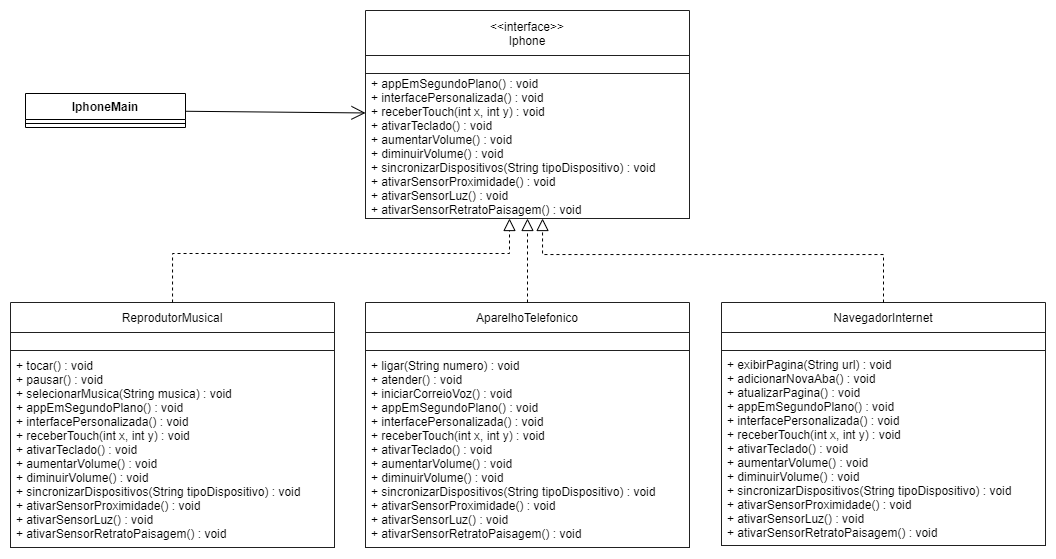 <<interface>>
Iphone
+ appEmSegundoPlano() : void
+ interfacePersonalizada() : void
+ receberTouch(int x, int y) : void
+ ativarTeclado() : void
+ aumentarVolume() : void
+ diminuirVolume() : void
+ sincronizarDispositivos(String tipoDispositivo) : void
+ ativarSensorProximidade() : void
+ ativarSensorLuz() : void
+ ativarSensorRetratoPaisagem() : void
IphoneMain
ReprodutorMusical
+ tocar() : void
+ pausar() : void
+ selecionarMusica(String musica) : void
+ appEmSegundoPlano() : void
+ interfacePersonalizada() : void
+ receberTouch(int x, int y) : void
+ ativarTeclado() : void
+ aumentarVolume() : void
+ diminuirVolume() : void
+ sincronizarDispositivos(String tipoDispositivo) : void
+ ativarSensorProximidade() : void
+ ativarSensorLuz() : void
+ ativarSensorRetratoPaisagem() : void
AparelhoTelefonico
+ ligar(String numero) : void
+ atender() : void
+ iniciarCorreioVoz() : void
+ appEmSegundoPlano() : void
+ interfacePersonalizada() : void
+ receberTouch(int x, int y) : void
+ ativarTeclado() : void
+ aumentarVolume() : void
+ diminuirVolume() : void
+ sincronizarDispositivos(String tipoDispositivo) : void
+ ativarSensorProximidade() : void
+ ativarSensorLuz() : void
+ ativarSensorRetratoPaisagem() : void
NavegadorInternet
+ exibirPagina(String url) : void
+ adicionarNovaAba() : void
+ atualizarPagina() : void
+ appEmSegundoPlano() : void
+ interfacePersonalizada() : void
+ receberTouch(int x, int y) : void
+ ativarTeclado() : void
+ aumentarVolume() : void
+ diminuirVolume() : void
+ sincronizarDispositivos(String tipoDispositivo) : void
+ ativarSensorProximidade() : void
+ ativarSensorLuz() : void
+ ativarSensorRetratoPaisagem() : void